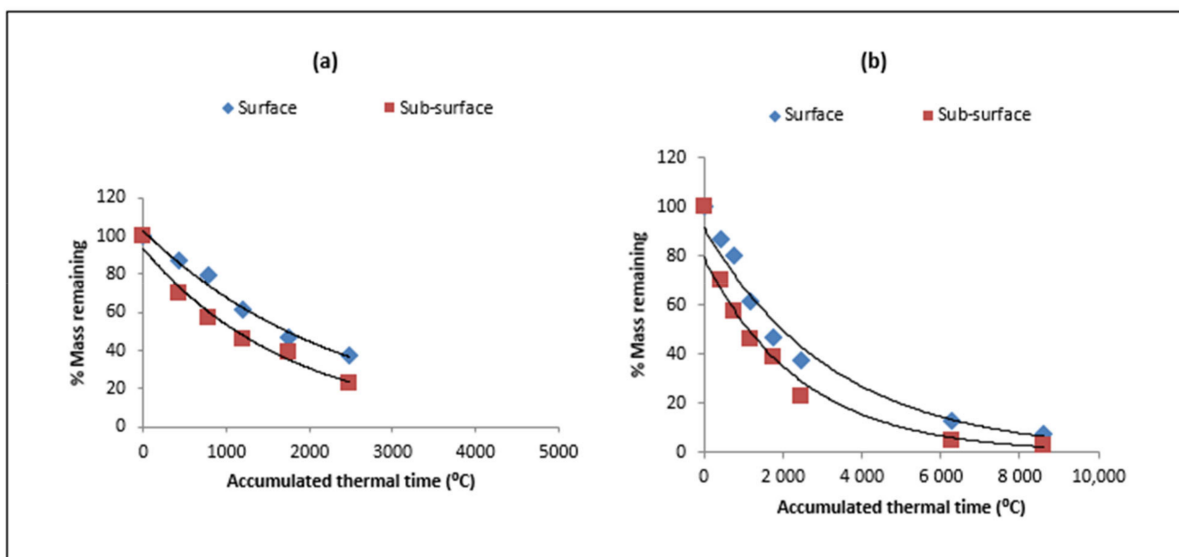 (a)
Surface Sub-surface
120
100
80
60
40
20
0
% Mass remaining
0 1000 2000 3000 4000 5000
Accumulated thermal time (⁰C)
(b)
Surface Sub-surface
120
100
80
60
40
20
0
% Mass remaining
0 2 000 4 000 6 000 8 000 10,000
Accumulated thermal time (⁰C)